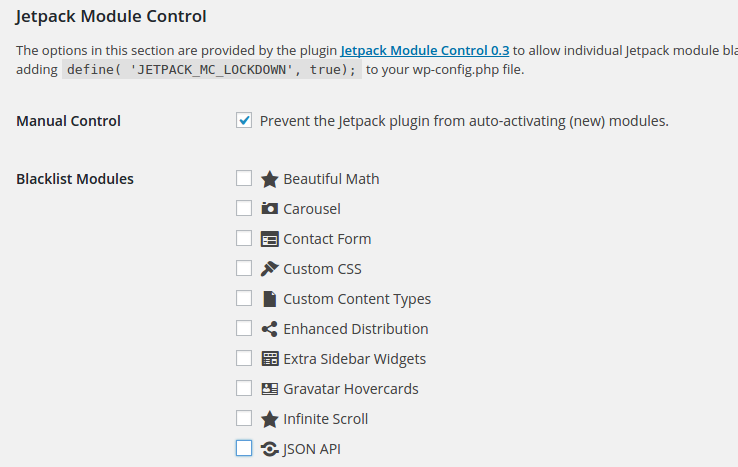 Jetpack Module Control
The options in this section are provided by the plugin Jetpack Module Control 0.3 to allow individual Jetpack module
adding define( 'JETPACK_MC_LOCKDOWN', true); to your wp-config.php file.
Manual Control
Prevent the Jetpack plugin from auto-activating (new) modules.
Blacklist Modules
Beautiful Math
Carousel
Contact Form
Custom CSS
Custom Content Types
Enhanced Distribution
Extra Sidebar Widgets
Gravatar Hovercards
Infinite Scroll
JSON API